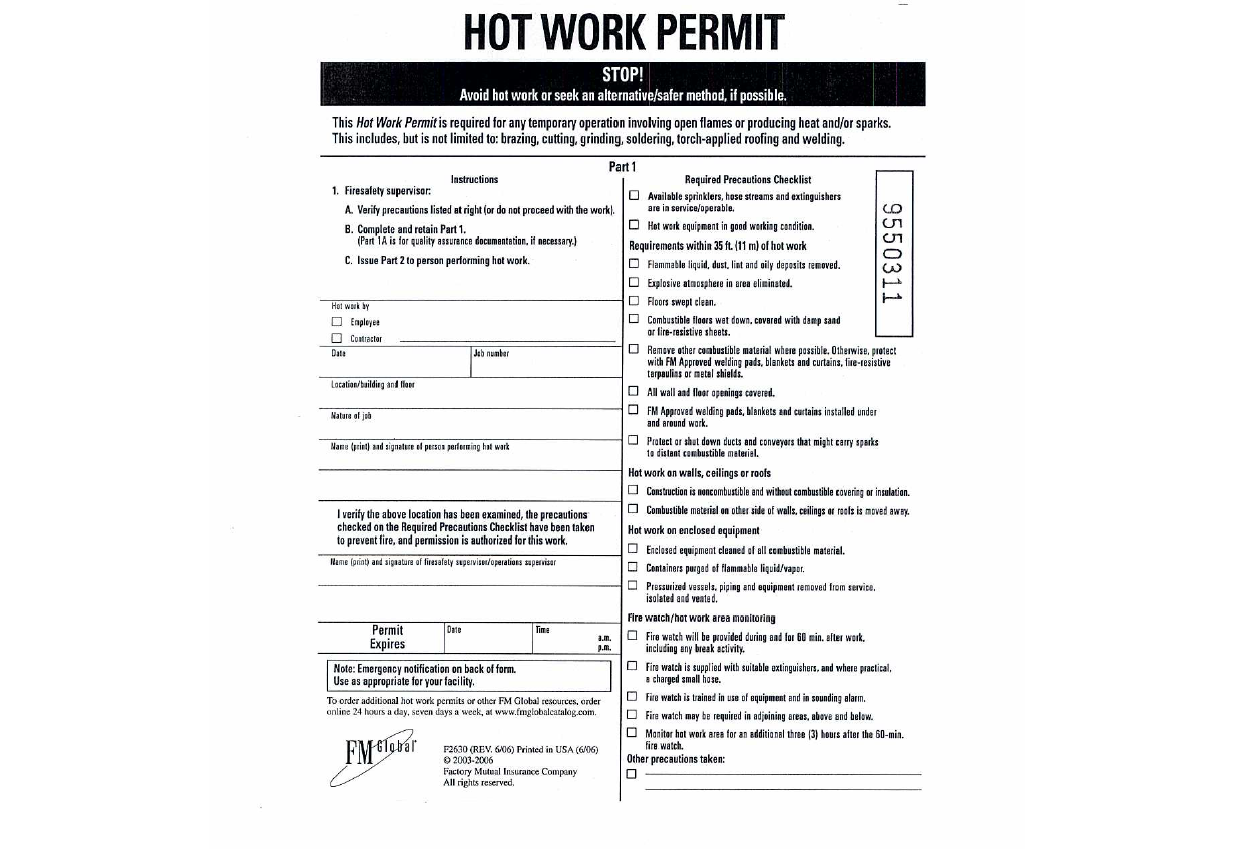 HOT WORK PERMIT
STOP!
Avoid hot work or seek an alternative/safer method, if possible.
This Hot Work Permit is required for any temporary operation involving open flames or producing heat and/or sparks.
This includes, but is not limited to: brazing, cutting, grinding, soldering, torch-applied roofing and welding.
Part 1
Instructions
1. Firesafety supervisor:
A. Verify precautions listed at right (or do not proceed with the work).
B. Complete and retain Part 1.
(Part 1A is for quality assurance documentation, if necessary.)
C. Issue Part 2 to person performing hot work.
Hot work by
Employee
Contractor
Date
Job number
Location/building and floor
Nature of job
Name (print) and signature of person performing hot work
I verify the above location has been examined, the precautions
checked on the Required Precautions Checklist have been taken
to prevent fire, and permission is authorized for this work.
Name (print) and signature of firesafety supervisor/operations supervisor
Permit
Expires
Date
Time
a.m.
p.m.
Note: Emergency notification on back of form.
Use as appropriate for your facility.
To order additional hot work permits or other FM Global resources, order
online 24 hours a day, seven days a week, at www.fmglobalcatalog.com.
FM Global
F2630 (REV. 6/06) Printed in USA (6/06)
© 2003-2006
Factory Mutual Insurance Company
All rights reserved.
Required Precautions Checklist
Available sprinklers, hose streams and extinguishers
are in service/operable.
Hot work equipment in good working condition.
Requirements within 35 ft. (11 m) of hot work
Flammable liquid, dust, lint and oily deposits removed.
Explosive atmosphere in area eliminated.
Floors swept clean.
Combustible floors wet down, covered with damp sand
or fire-resistive sheets.
Remove other combustible material where possible. Otherwise, protect
with FM Approved welding pads, blankets and curtains, fire-resistive
tarpaulins or metal shields.
All wall and floor openings covered.
FM Approved welding pads, blankets and curtains installed under
and around work.
Protect or shut down ducts and conveyors that might carry sparks
to distant combustible material.
Hot work on walls, ceilings or roofs
Construction is noncombustible and without combustible covering or insulation.
Combustible material on other side of walls, ceilings or roofs is moved away.
Hot work on enclosed equipment
Enclosed equipment cleaned of all combustible material.
Containers purged of flammable liquid/vapor.
Pressurized vessels, piping and equipment removed from service,
isolated and vented.
Fire watch/hot work area monitoring
Fire watch will be provided during and for 60 min. after work,
including any break activity.
Fire watch is supplied with suitable extinguishers, and where practical,
a charged small hose.
Fire watch is trained in use of equipment and in sounding alarm.
Fire watch may be required in adjoining areas, above and below.
Monitor hot work area for an additional three (3) hours after the 60-min.
fire watch.
Other precautions taken:
9550311